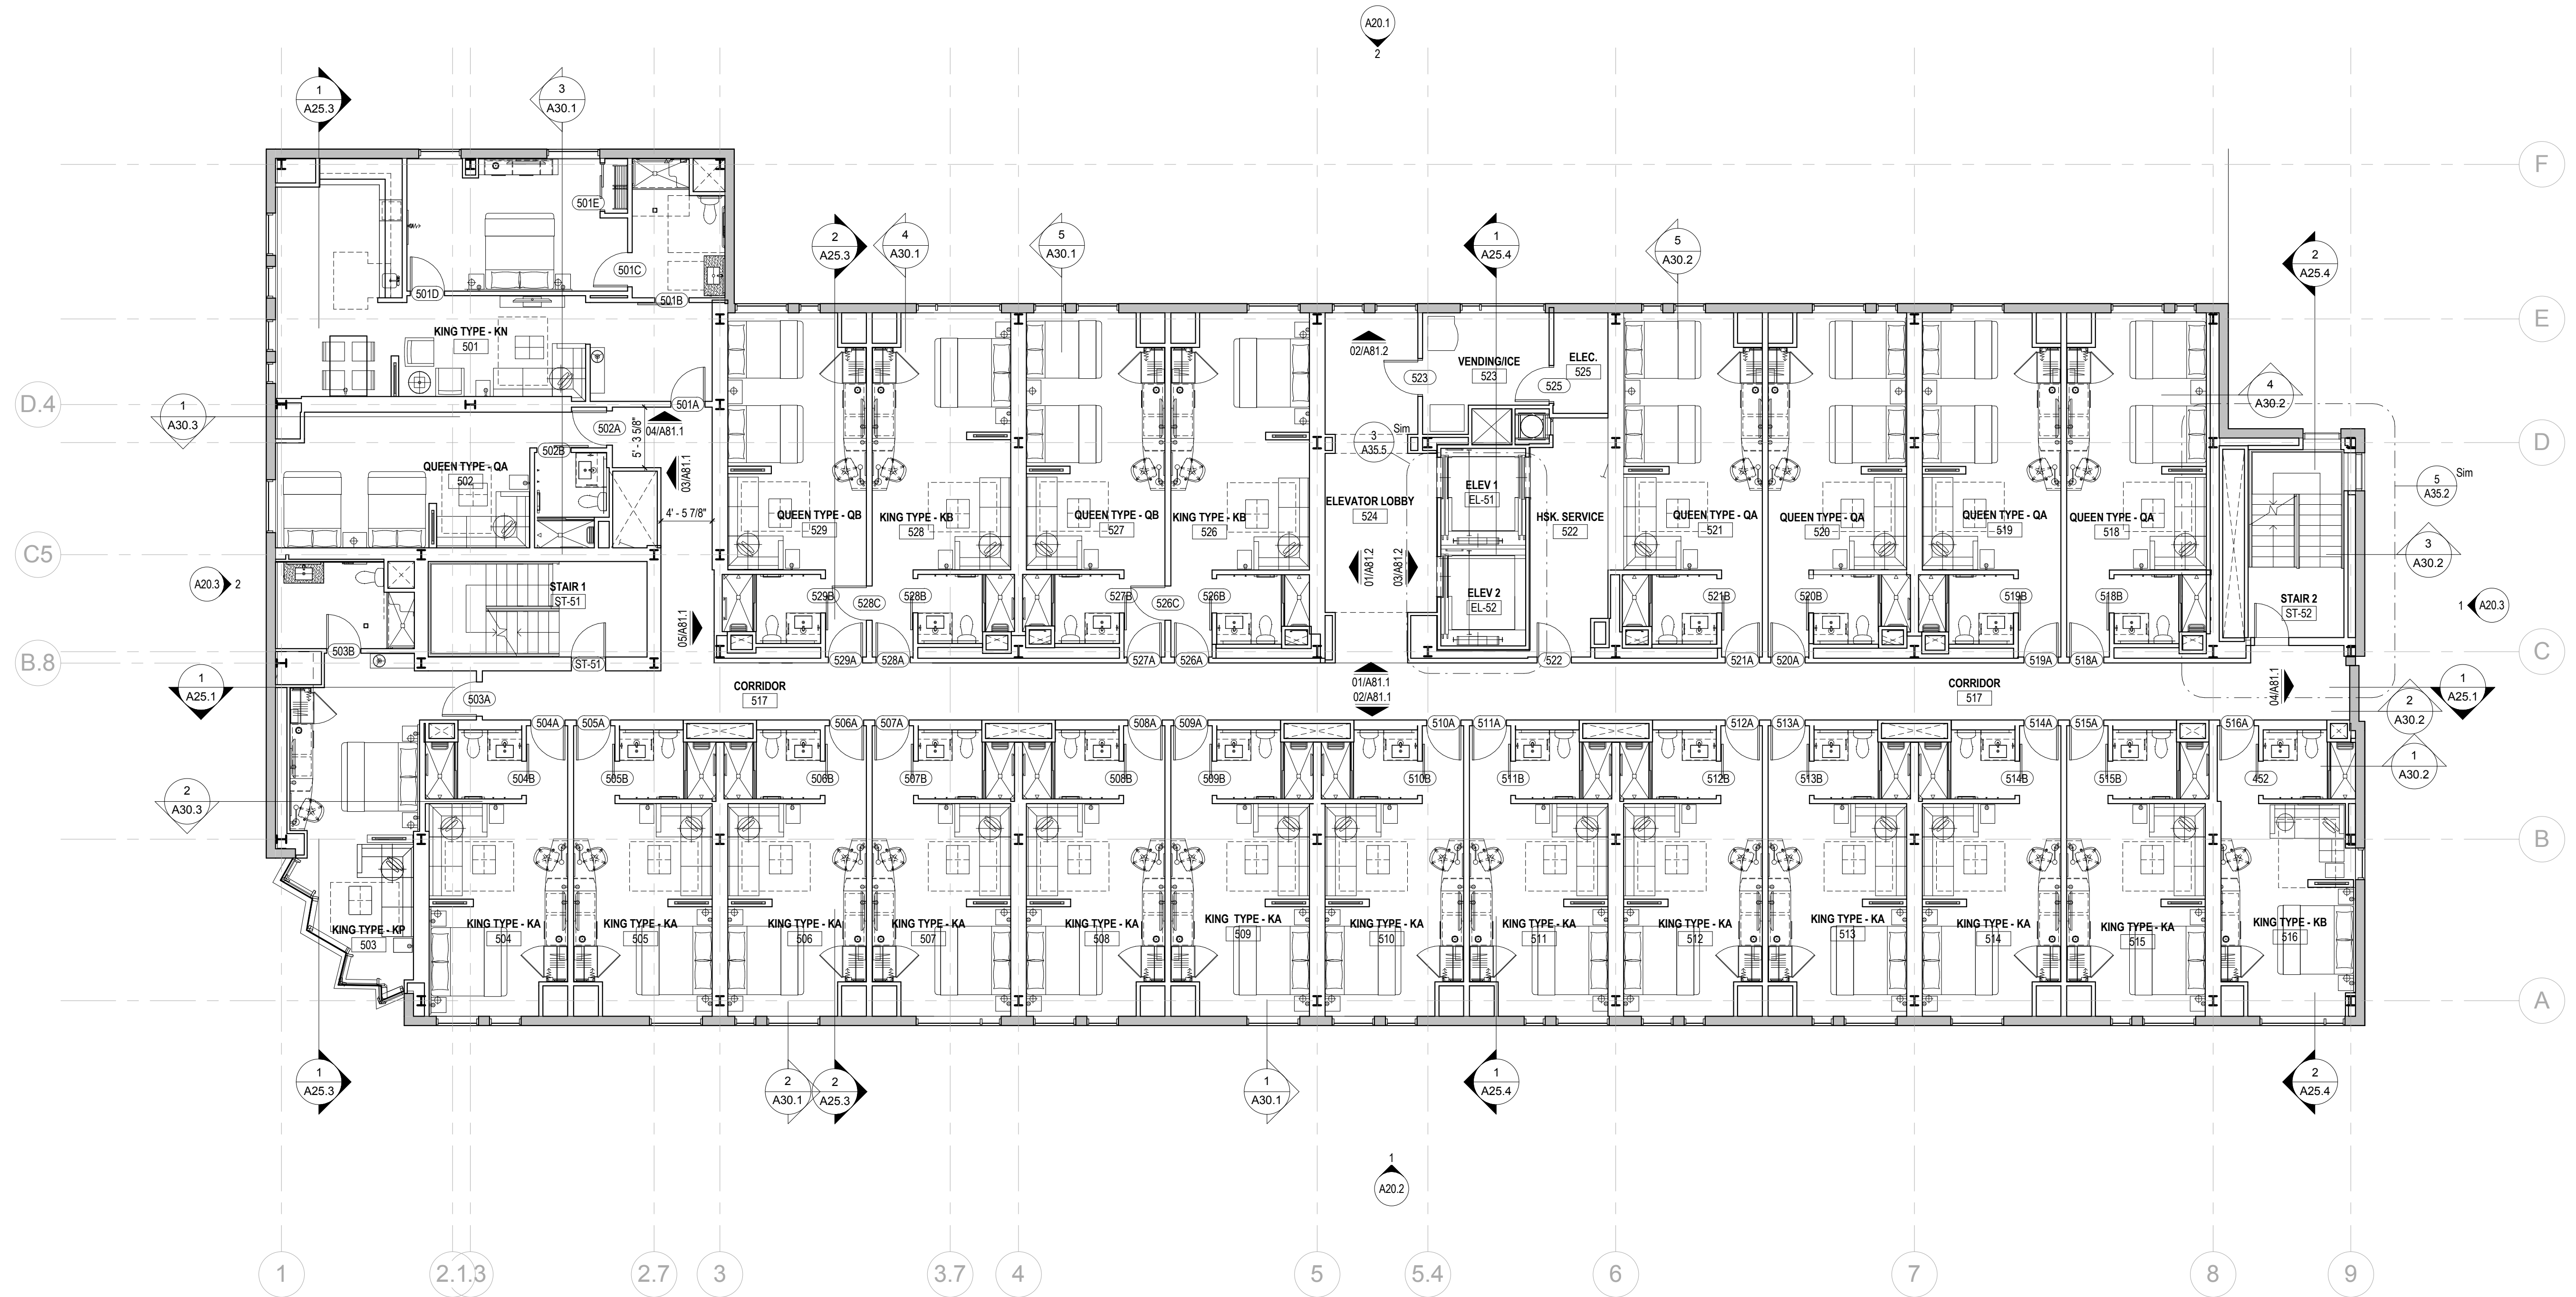 A20.1
2
1
A25.3
3
A30.1
F
2
A25.3
4
A30.1
5
A30.1
1
A25.4
5
A30.2
2
A25.4
501E
501C
501D
501B
E
KING TYPE - KN
501
02/A81.2
VENDING/ICE
523
523
ELEC.
525
525
4
A30.2
D.4
1
A30.3
501A
04/A81.1
502A
5' - 3 5/8"
502B
03/A81.1
3
A35.5
Sim
D
QUEEN TYPE - QA
502
4' - 5 7/8"
ELEV 1
EL-51
5
A35.2
Sim
QUEEN TYPE - QB
529
KING TYPE - KB
528
QUEEN TYPE - QB
527
KING TYPE - KB
526
ELEVATOR LOBBY
524
HSK. SERVICE
522
QUEEN TYPE - QA
521
QUEEN TYPE - QA
520
QUEEN TYPE - QA
519
QUEEN TYPE - QA
518
C5
3
A30.2
A20.3
2
STAIR 1
ST-51
01/A81.2
03/A81.2
ELEV 2
EL-52
529B
528C
528B
527B
526C
526B
521B
520B
519B
518B
STAIR 2
ST-52
1
A20.3
05/A81.1
503B
ST-51
B.8
529A
528A
527A
526A
522
521A
520A
519A
518A
C
1
A25.1
503A
CORRIDOR
517
01/A81.1
02/A81.1
CORRIDOR
517
04/A81.1
1
A25.1
2
A30.2
504A
505A
506A
507A
508A
509A
510A
511A
512A
513A
514A
515A
516A
504B
505B
506B
507B
508B
509B
510B
511B
512B
513B
514B
515B
452
1
A30.2
2
A30.3
B
KING TYPE - KP
503
KING TYPE - KA
504
KING TYPE - KA
505
KING TYPE - KA
506
KING TYPE - KA
507
KING TYPE - KA
508
KING TYPE - KA
509
KING TYPE - KA
510
KING TYPE - KA
511
KING TYPE - KA
512
KING TYPE - KA
513
KING TYPE - KA
514
KING TYPE - KA
515
KING TYPE - KB
516
A
1
A25.3
2
A30.1
2
A25.3
1
A30.1
1
A25.4
2
A25.4
1
A20.2
1
2.1
.3
2.7
3
3.7
4
5
5.4
6
7
8
9